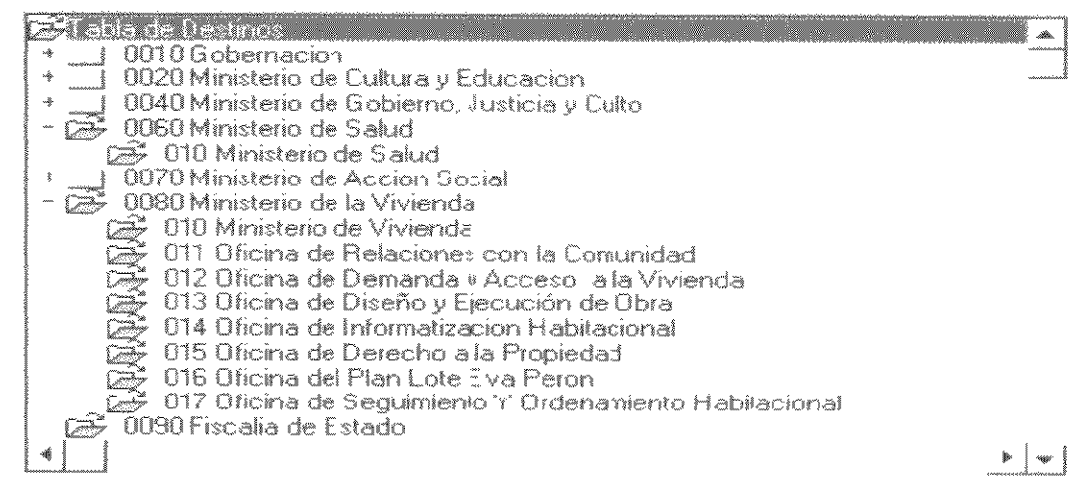 Tabla de Destinos
0010 Gobernacion
0020 Ministerio de Cultura y Educacion
0040 Ministerio de Gobierno, Justicia y Culto
0060 Ministerio de Salud
010 Ministerio de Salud
0070 Ministerio de Accion Social
0080 Ministerio de la Vivienda
010 Ministerio de Vivienda
011 Oficina de Relaciones con la Comunidad
012 Oficina de Demanda y Acceso a la Vivienda
013 Oficina de Diseño y Ejecución de Obra
014 Oficina de Informatizacion Habitacional
015 Oficina de Derecho a la Propiedad
016 Oficina del Plan Lote Eva Peron
017 Oficina de Seguimiento Y Ordenamiento Habitacional
0090 Fiscalia de Estado